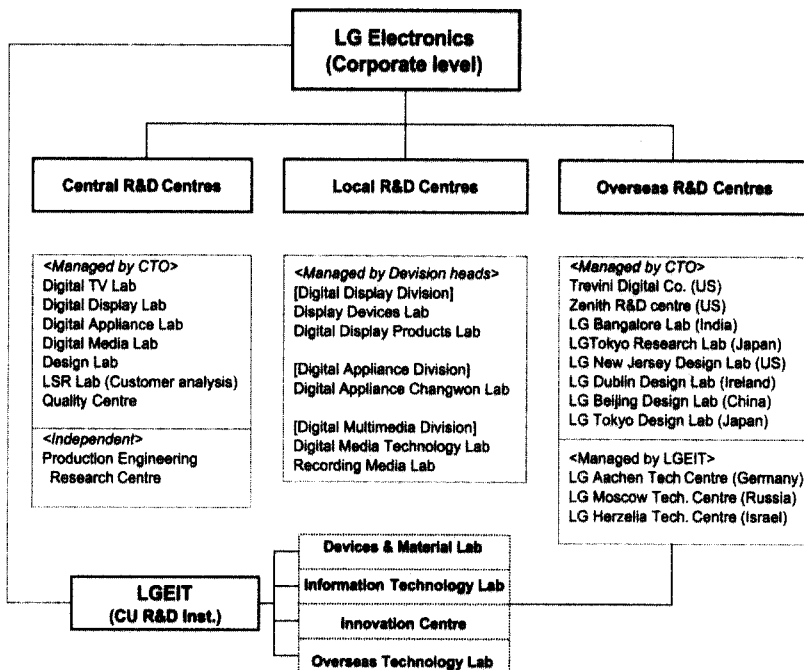 LG Electronics
(Corporate level)
Central R&D Centres
Local R&D Centres
Overseas R&D Centres
<Managed by CTO>
Digital TV Lab
Digital Display Lab
Digital Appliance Lab
Digital Media Lab
Design Lab
LSR Lab (Customer analysis)
Quality Centre
<Independent>
Production Engineering
Research Centre
<Managed by Devision heads>
[Digital Display Division]
Display Devices Lab
Digital Display Products Lab
[Digital Appliance Division]
Digital Appliance Changwon Lab
[Digital Multimedia Division]
Digital Media Technology Lab
Recording Media Lab
<Managed by CTO>
Trevini Digital Co. (US)
Zenith R&D centre (US)
LG Bangalore Lab (India)
LGTokyo Research Lab (Japan)
LG New Jersey Design Lab (US)
LG Dublin Design Lab (Ireland)
LG Beijing Design Lab (China)
LG Tokyo Design Lab (Japan)
<Managed by LGEIT>
LG Aachen Tech Centre (Germany)
LG Moscow Tech. Centre (Russia)
LG Herzelia Tech. Centre (Israel)
LGEIT
(CU R&D Inst.)
Devices & Material Lab
Information Technology Lab
Innovation Centre
Overseas Technology Lab